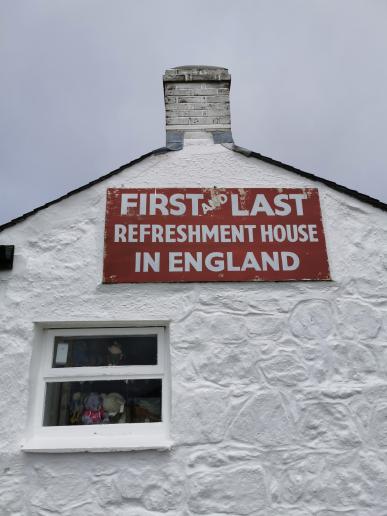 FIRST AND LAST
REFRESHMENT HOUSE
IN ENGLAND